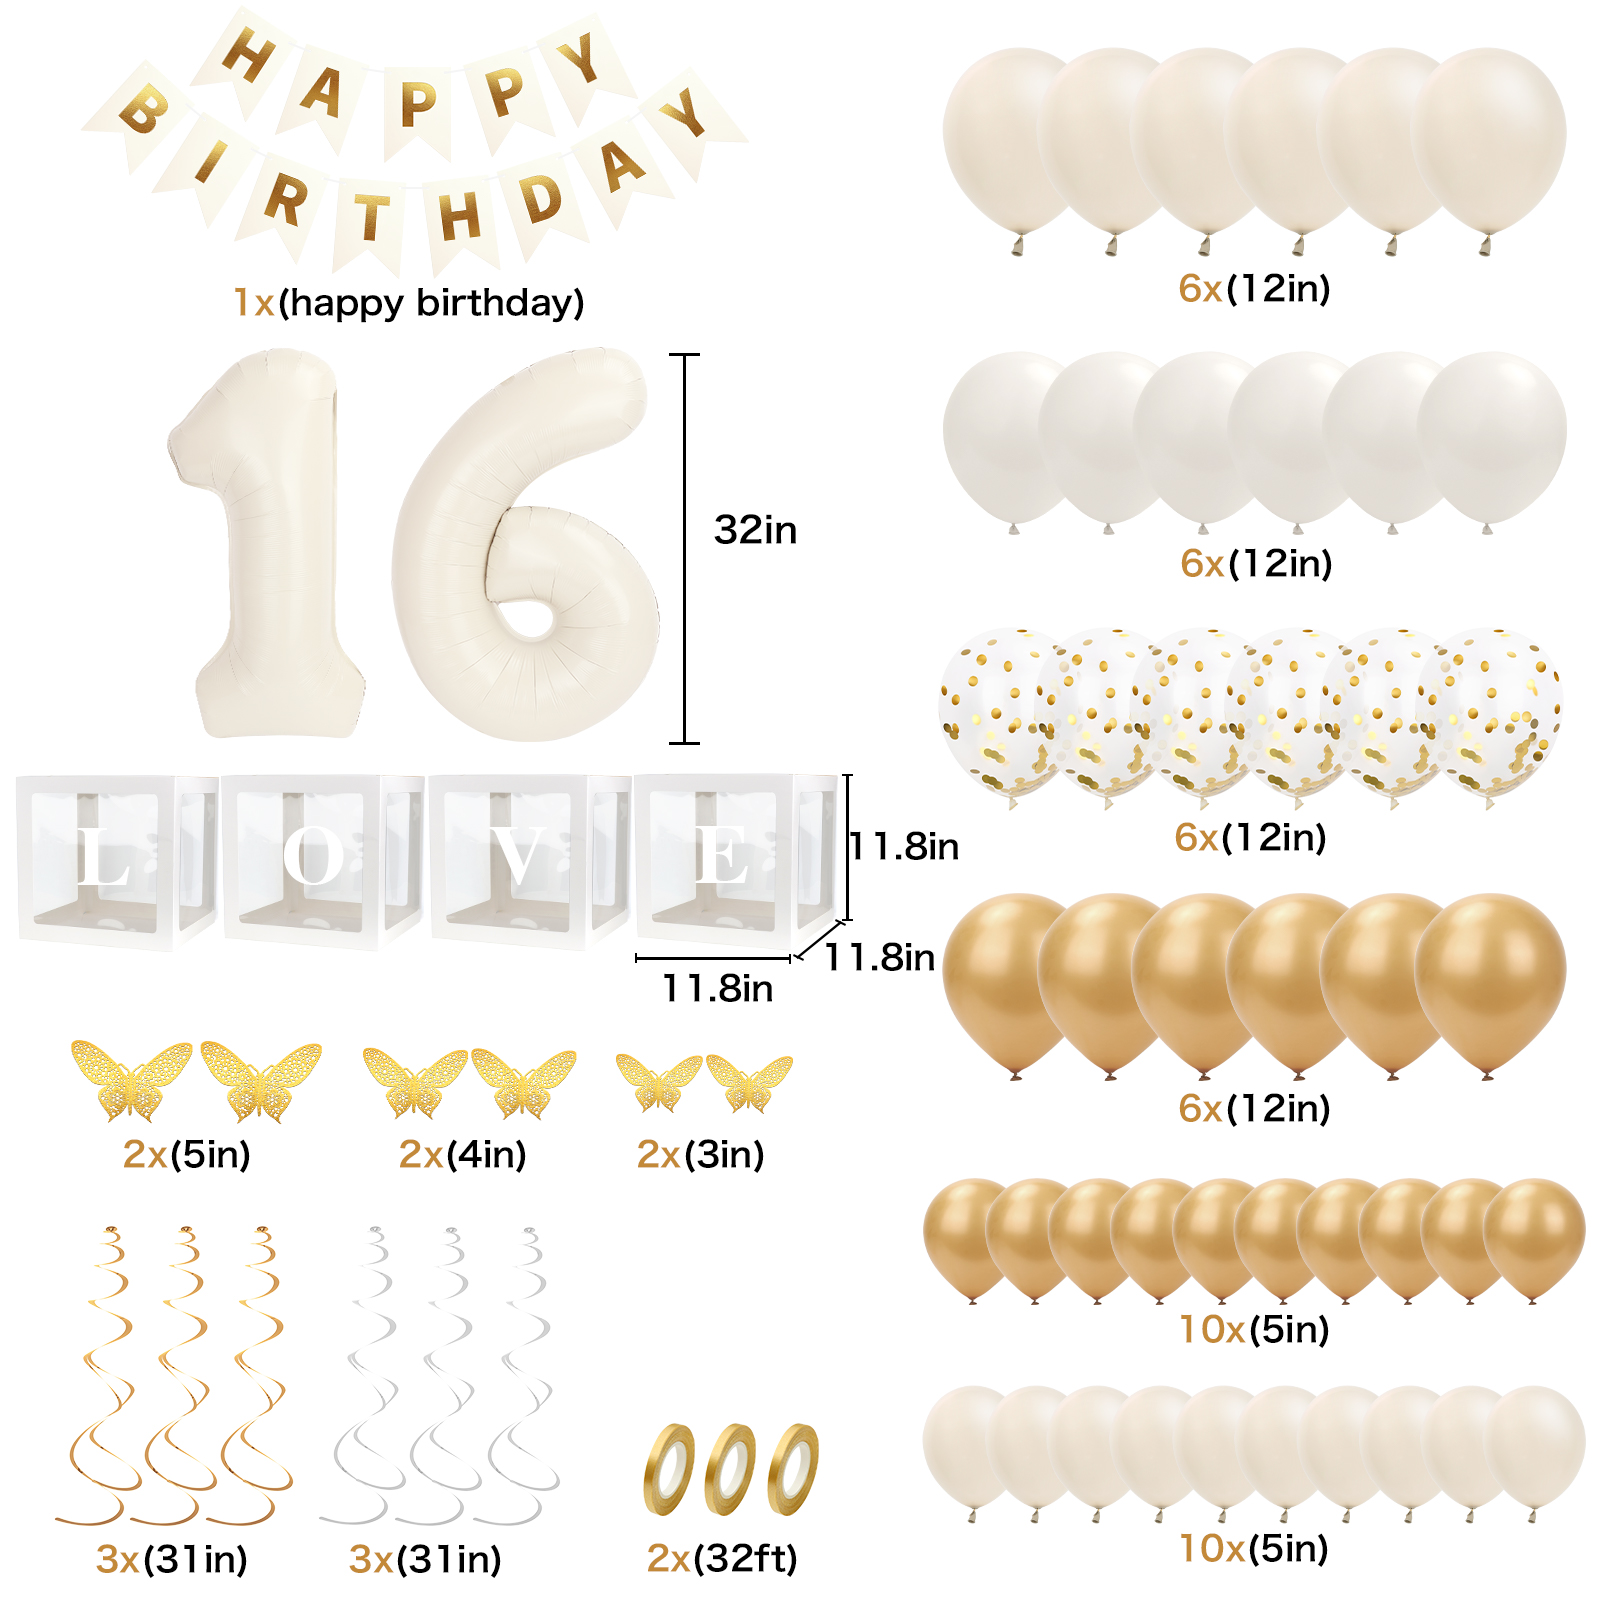 HAPPY
BIRTHDAY
1x(happy birthday)
16
32in
LOVE
11.8in
11.8in
11.8in
2x(5in)
2x(4in)
2x(3in)
3x(31in)
3x(31in)
2x(32ft)
6x(12in)
6x(12in)
6x(12in)
6x(12in)
10x(5in)
10x(5in)